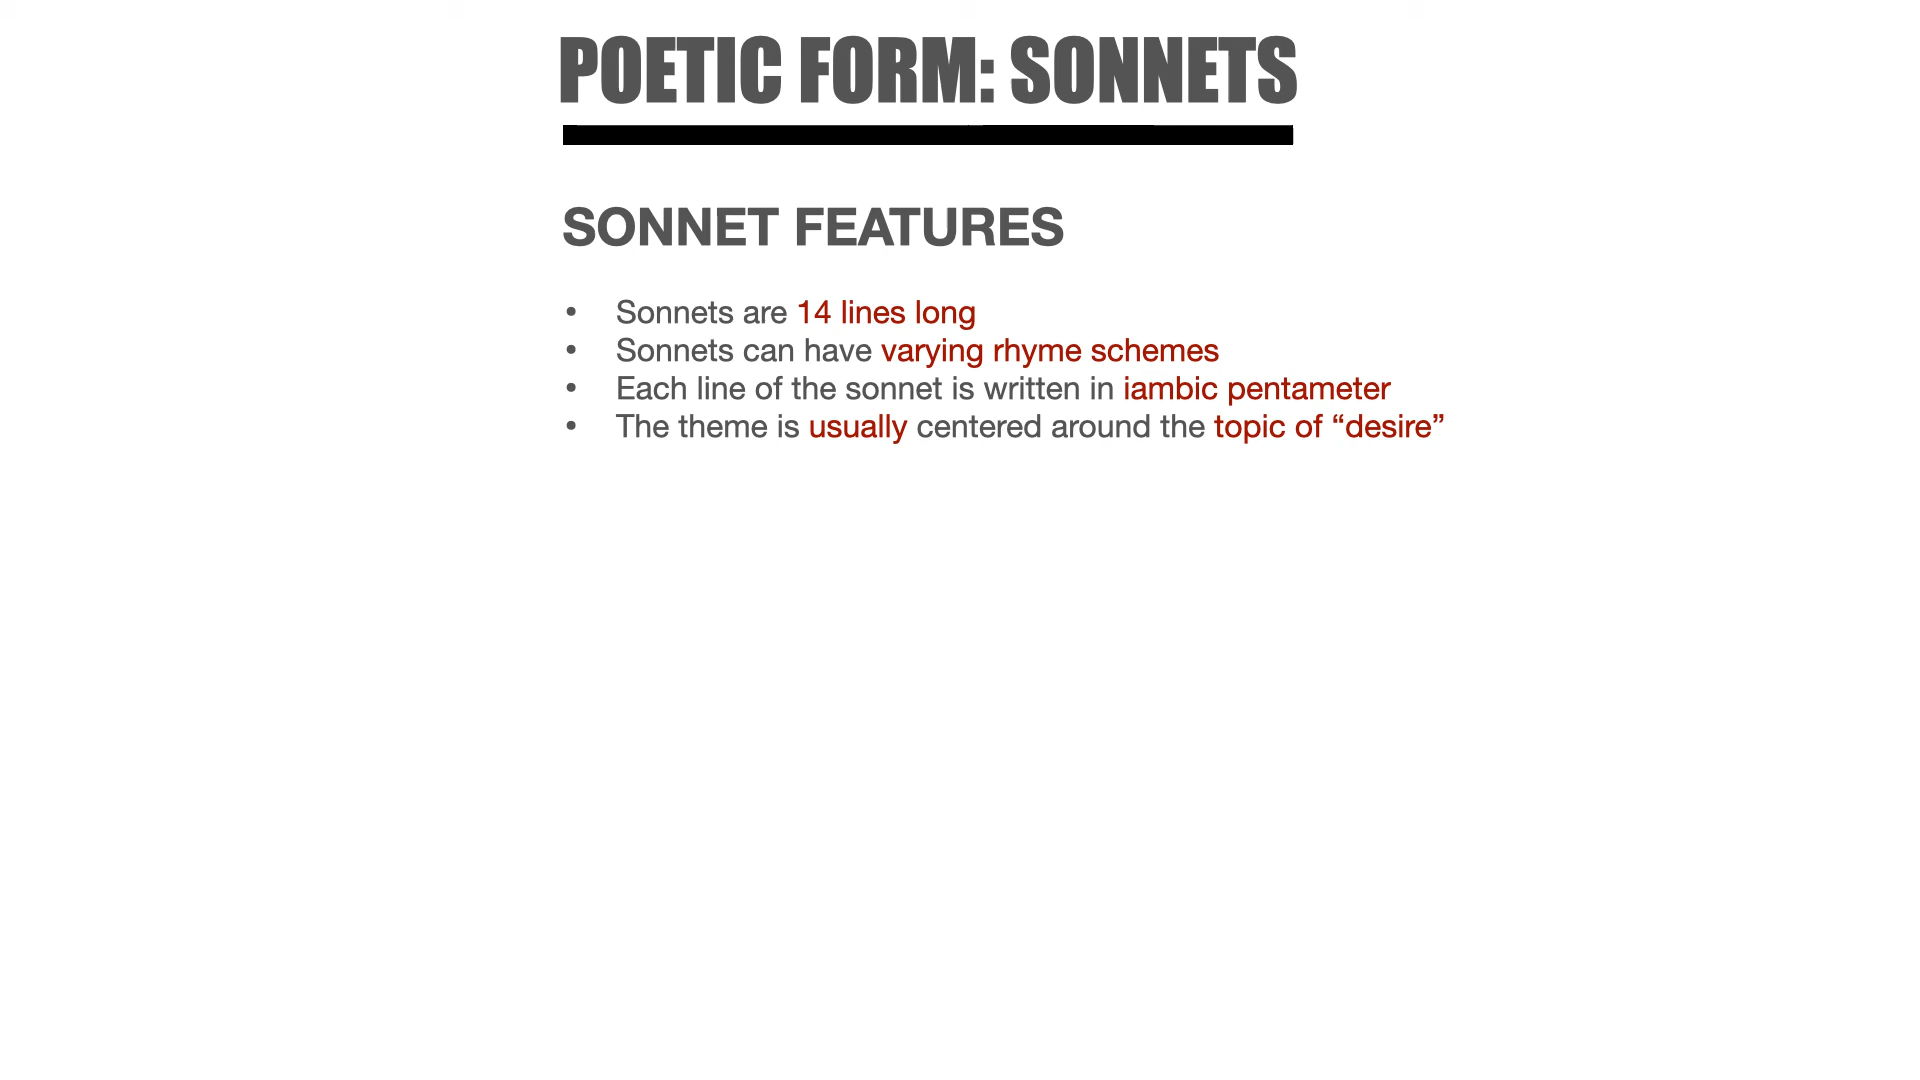 POETIC FORM: SONNETS
SONNET FEATURES
• Sonnets are 14 lines long
• Sonnets can have varying rhyme schemes
• Each line of the sonnet is written in iambic pentameter
• The theme is usually centered around the topic of “desire”